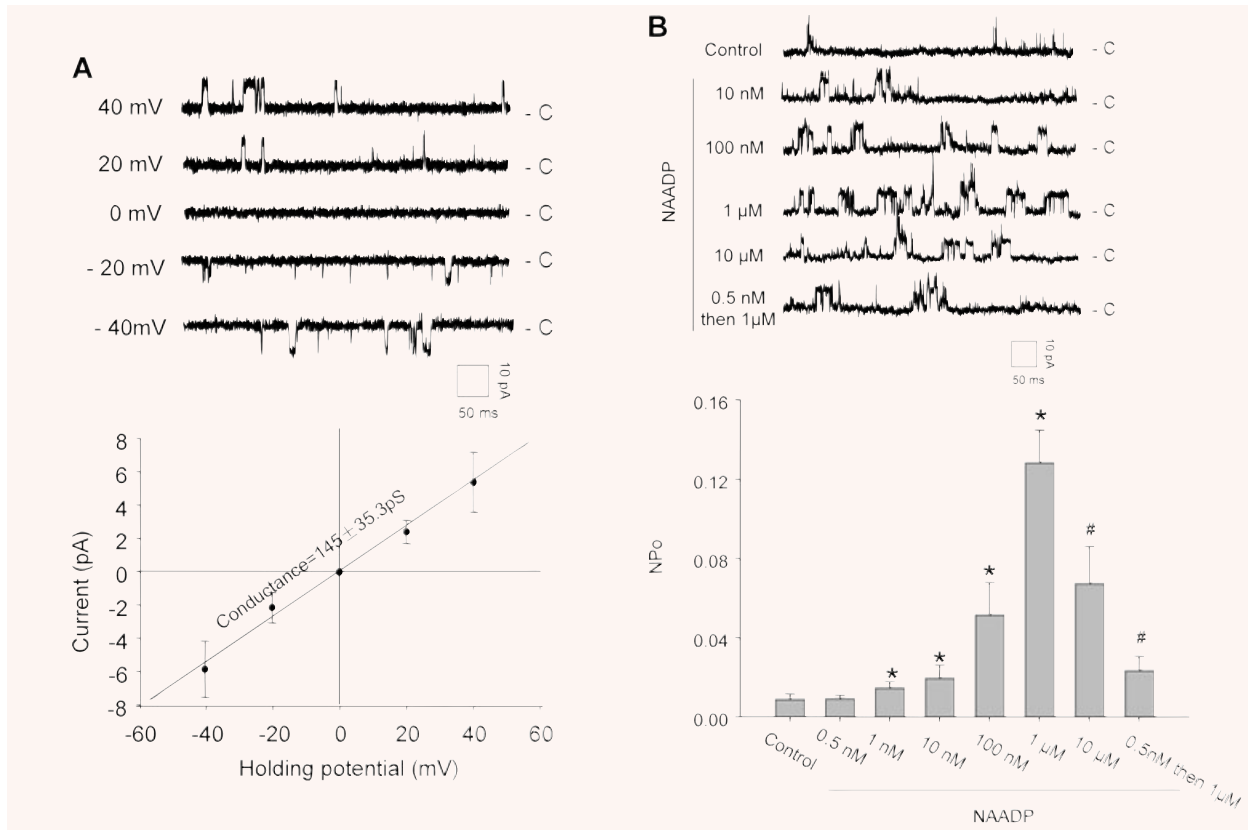 A
40 mV
- C
20 mV
- C
0 mV
- C
- 20 mV
- C
- 40mV
- C
10 pA
50 ms
8
6
4
2
0
-2
-4
-6
-8
Current (pA)
Conductance=145±35.3pS
-60 -40 -20 0 20 40 60
Holding potential (mV)
B
Control
- C
10 nM
- C
100 nM
- C
1 µM
- C
10 µM
- C
0.5 nM
then 1µM
- C
NAADP
10 pA
50 ms
0.16
0.12
0.08
0.04
0.00
NPo
* * * * # #
Control 0.5 nM 1 nM 10 nM 100 nM 1 µM 10 µM 0.5nM then 1µM
NAADP